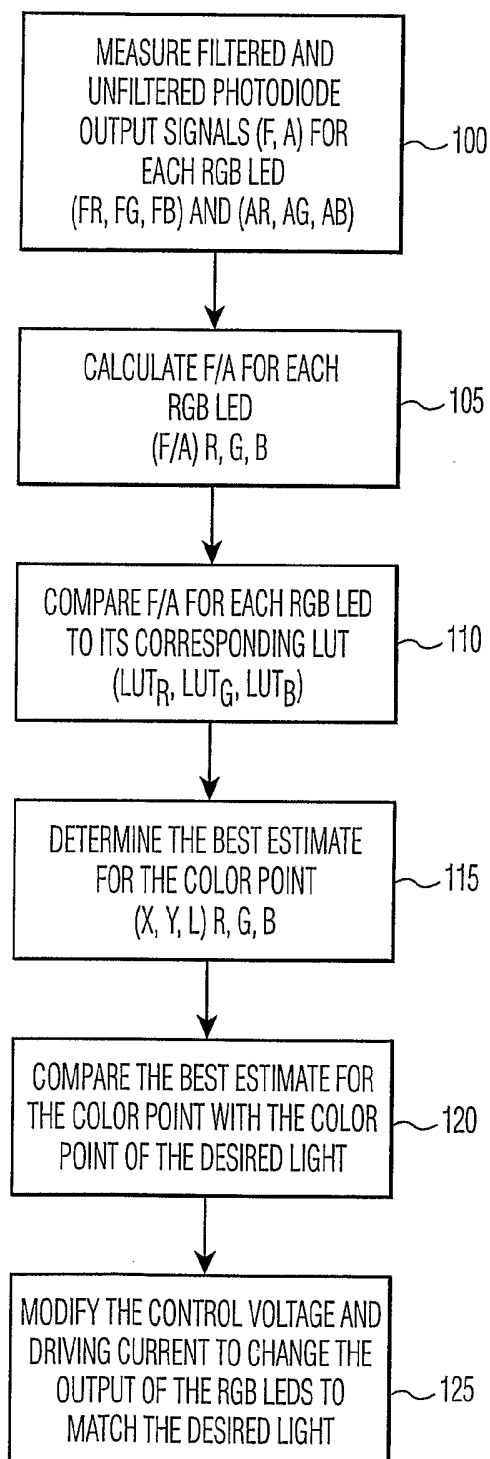 MEASURE FILTERED AND
UNFILTERED PHOTODIODE
OUTPUT SIGNALS (F, A) FOR
EACH RGB LED
(FR, FG, FB) AND (AR, AG, AB)
100
CALCULATE F/A FOR EACH
RGB LED
(F/A) R, G, B
105
COMPARE F/A FOR EACH RGB LED
TO ITS CORRESPONDING LUT
(LUTR, LUTG, LUTB)
110
DETERMINE THE BEST ESTIMATE
FOR THE COLOR POINT
(X, Y, L) R, G, B
115
COMPARE THE BEST ESTIMATE FOR
THE COLOR POINT WITH THE COLOR
POINT OF THE DESIRED LIGHT
120
MODIFY THE CONTROL VOLTAGE AND
DRIVING CURRENT TO CHANGE THE
OUTPUT OF THE RGB LEDS TO
MATCH THE DESIRED LIGHT
125